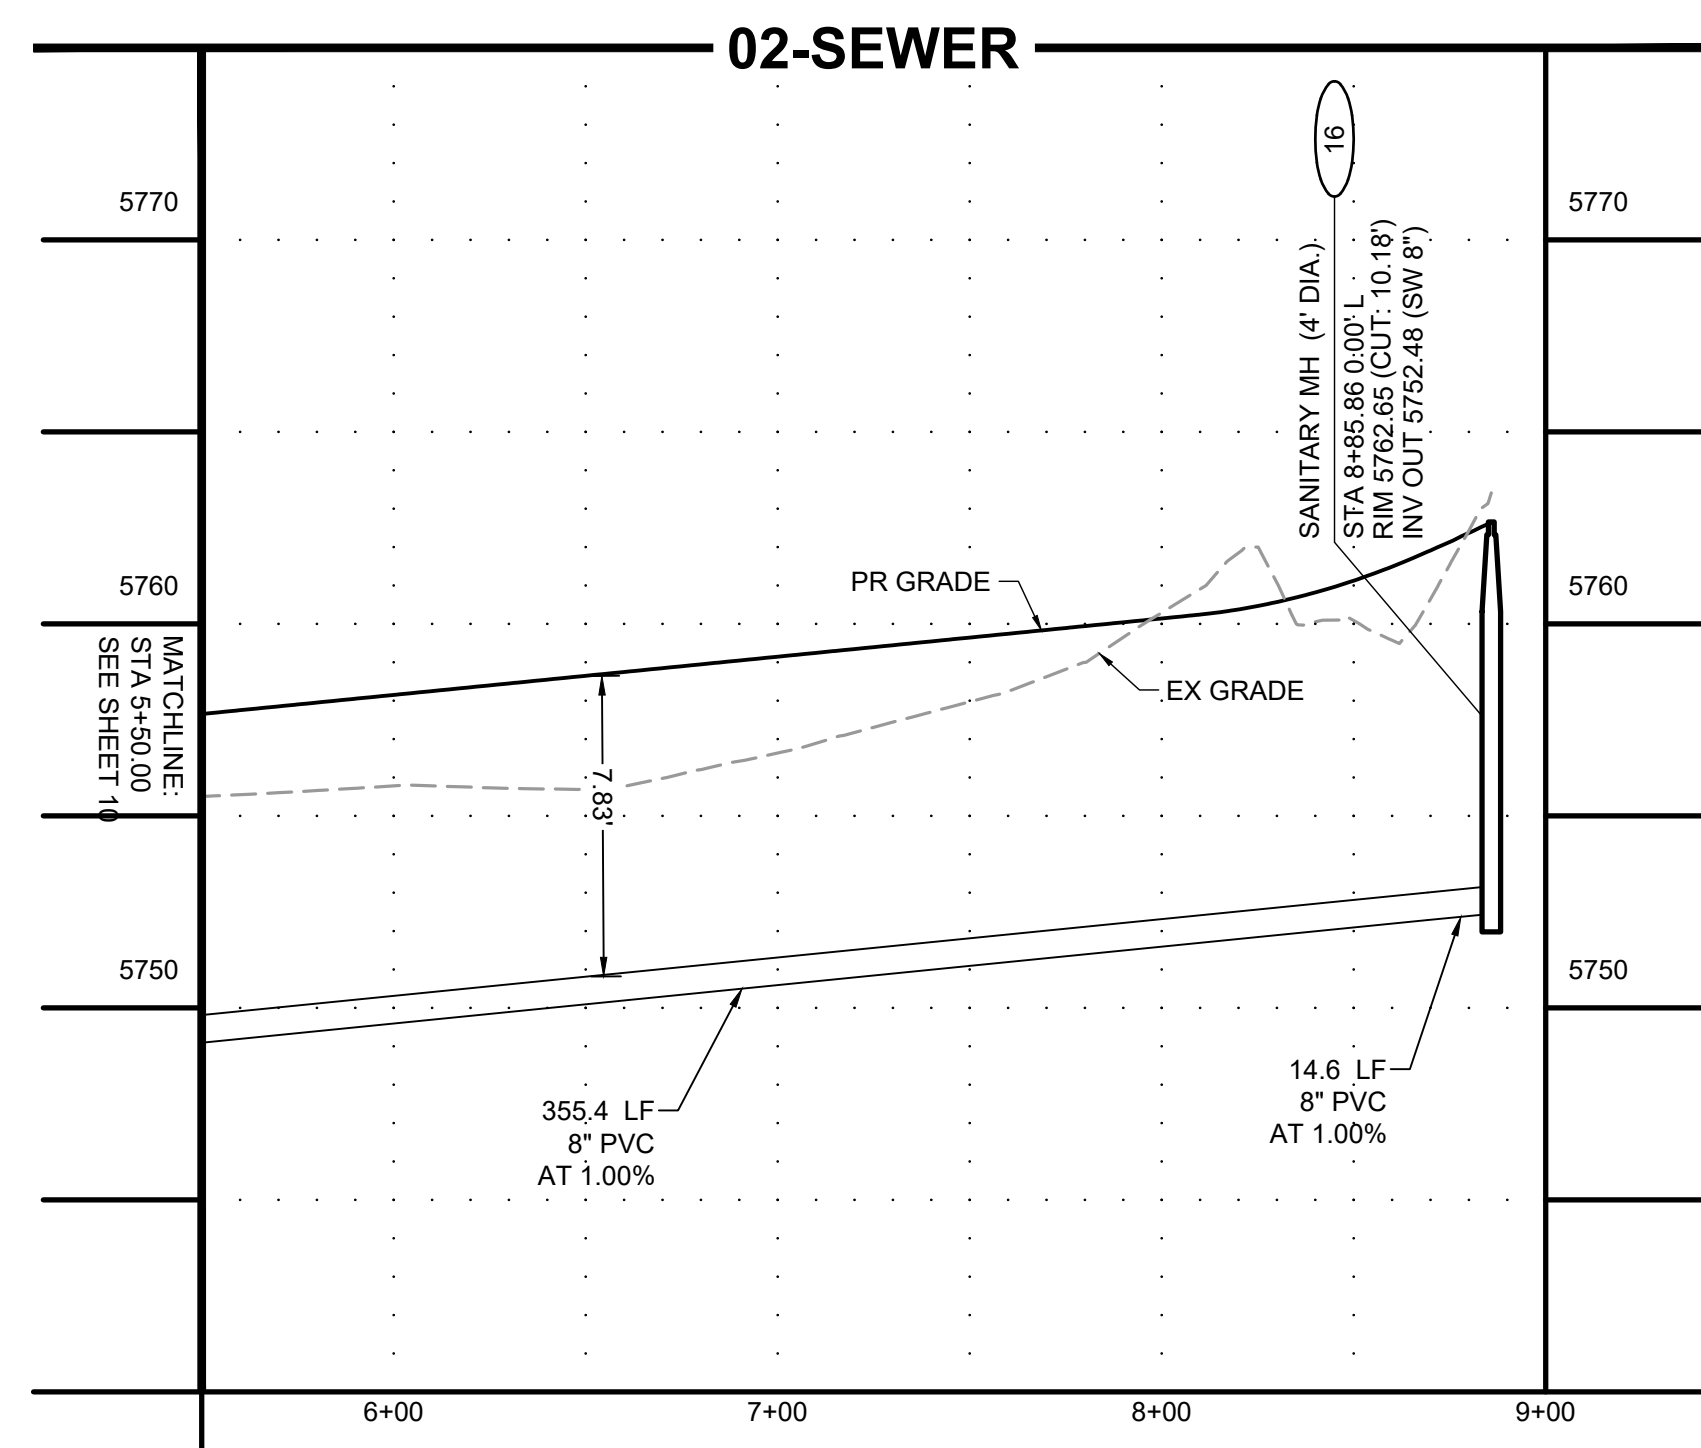 02-SEWER
16
SANITARY MH (4' DIA.)
STA 8+85.86 0.00' L
RIM 5762.65 (CUT: 10.18')
INV OUT 5752.48 (SW 8")
5770
5770
5760
5760
PR GRADE
EX GRADE
MATCHLINE:
STA 5+50.00
SEE SHEET 10
7.83'
5750
5750
355.4 LF
8" PVC
AT 1.00%
14.6 LF
8" PVC
AT 1.00%
6+00
7+00
8+00
9+00